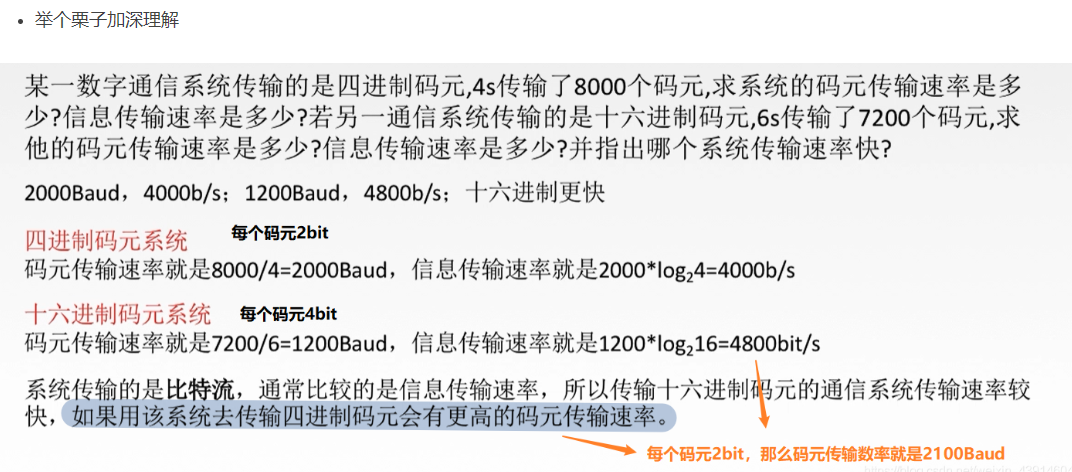 举个栗子加深理解
某一数字通信系统传输的是四进制码元,4s传输了8000个码元,求系统的码元传输速率是多
少?信息传输速率是多少?若另一通信系统传输的是十六进制码元,6s传输了7200个码元,求
他的码元传输速率是多少?信息传输速率是多少?并指出哪个系统传输速率快?
2000Baud，4000b/s；1200Baud，4800b/s；十六进制更快
四进制码元系统 每个码元2bit
码元传输速率就是8000/4=2000Baud，信息传输速率就是2000*log₂4=4000b/s
十六进制码元系统 每个码元4bit
码元传输速率就是7200/6=1200Baud，信息传输速率就是1200*log₂16=4800bit/s
系统传输的是比特流，通常比较的是信息传输速率，所以传输十六进制码元的通信系统传输速率较
快，如果用该系统去传输四进制码元会有更高的码元传输速率。
每个码元2bit，那么码元传输数率就是2100Baud